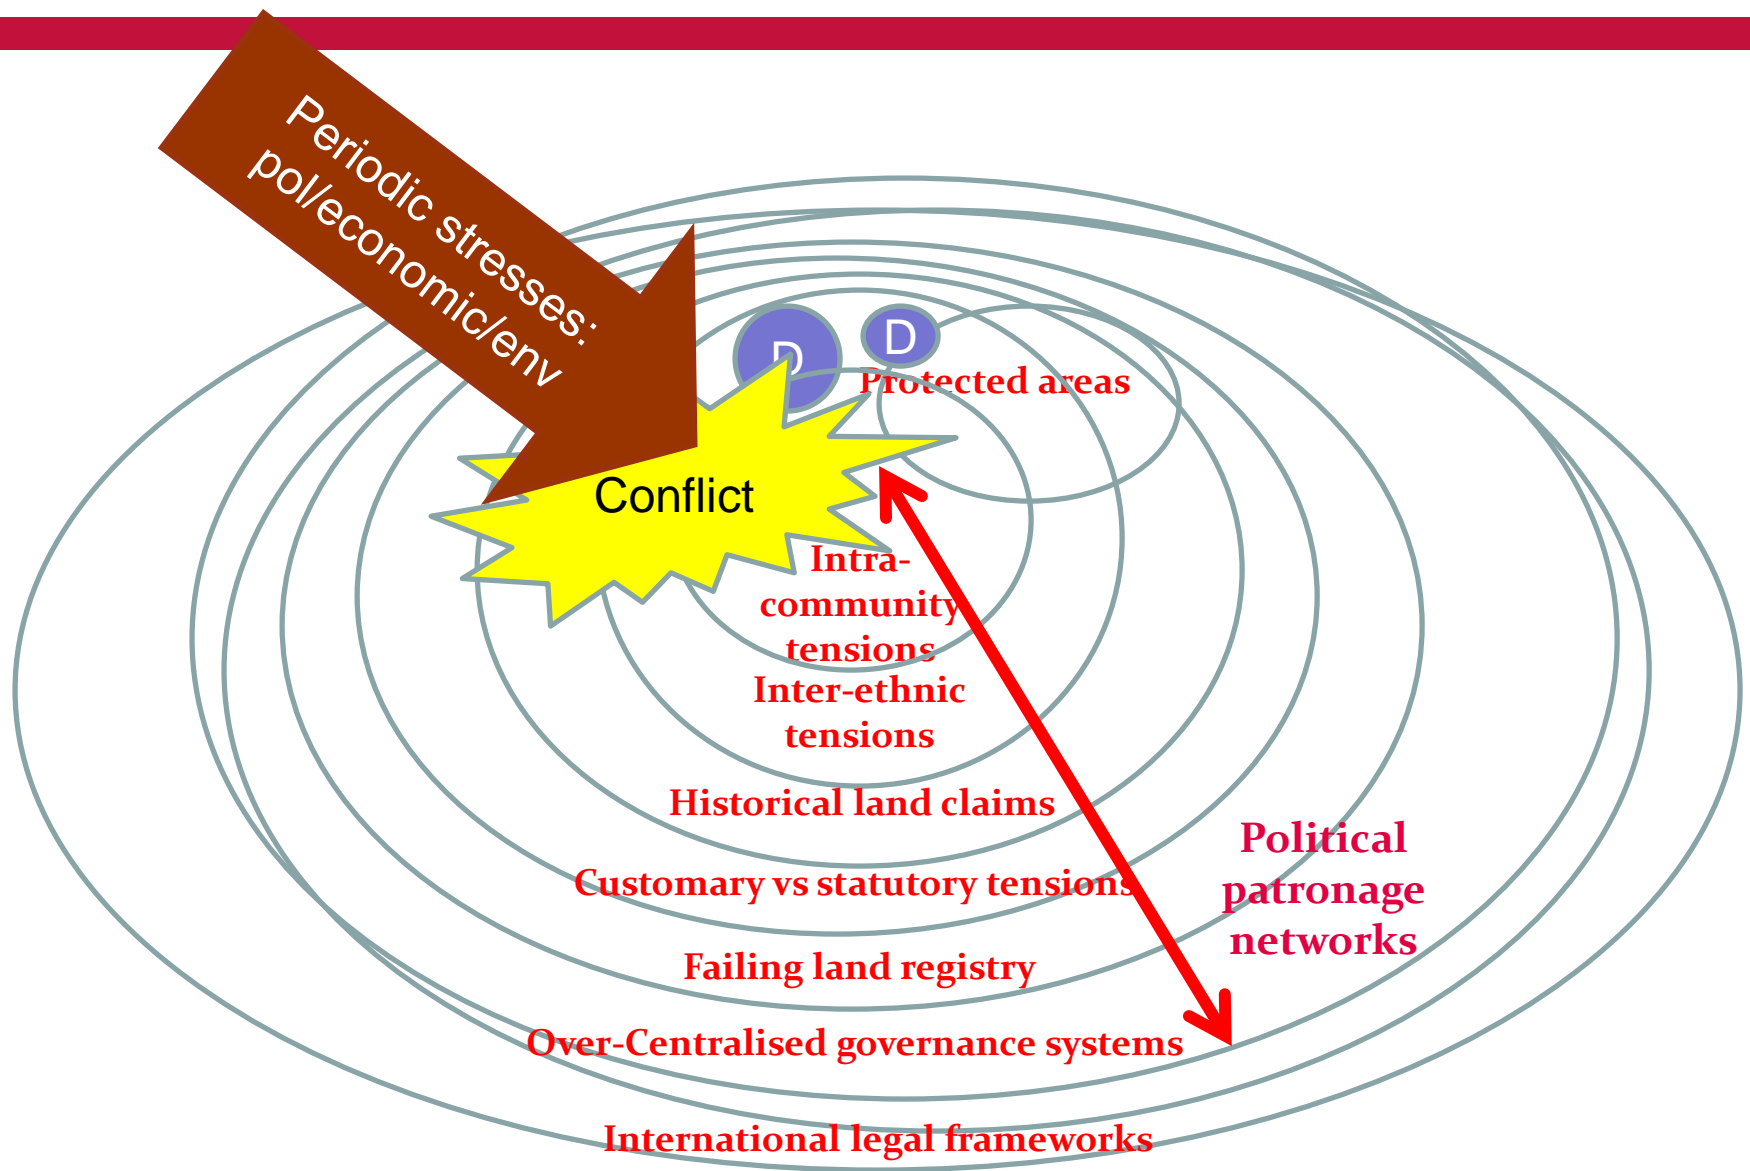 Periodic stresses:
pol/economic/env
D
D
Protected areas
Conflict
Intra-
community
tensions
Inter-ethnic
tensions
Historical land claims
Political
patronage
networks
Customary vs statutory tensions
Failing land registry
Over-Centralised governance systems
International legal frameworks